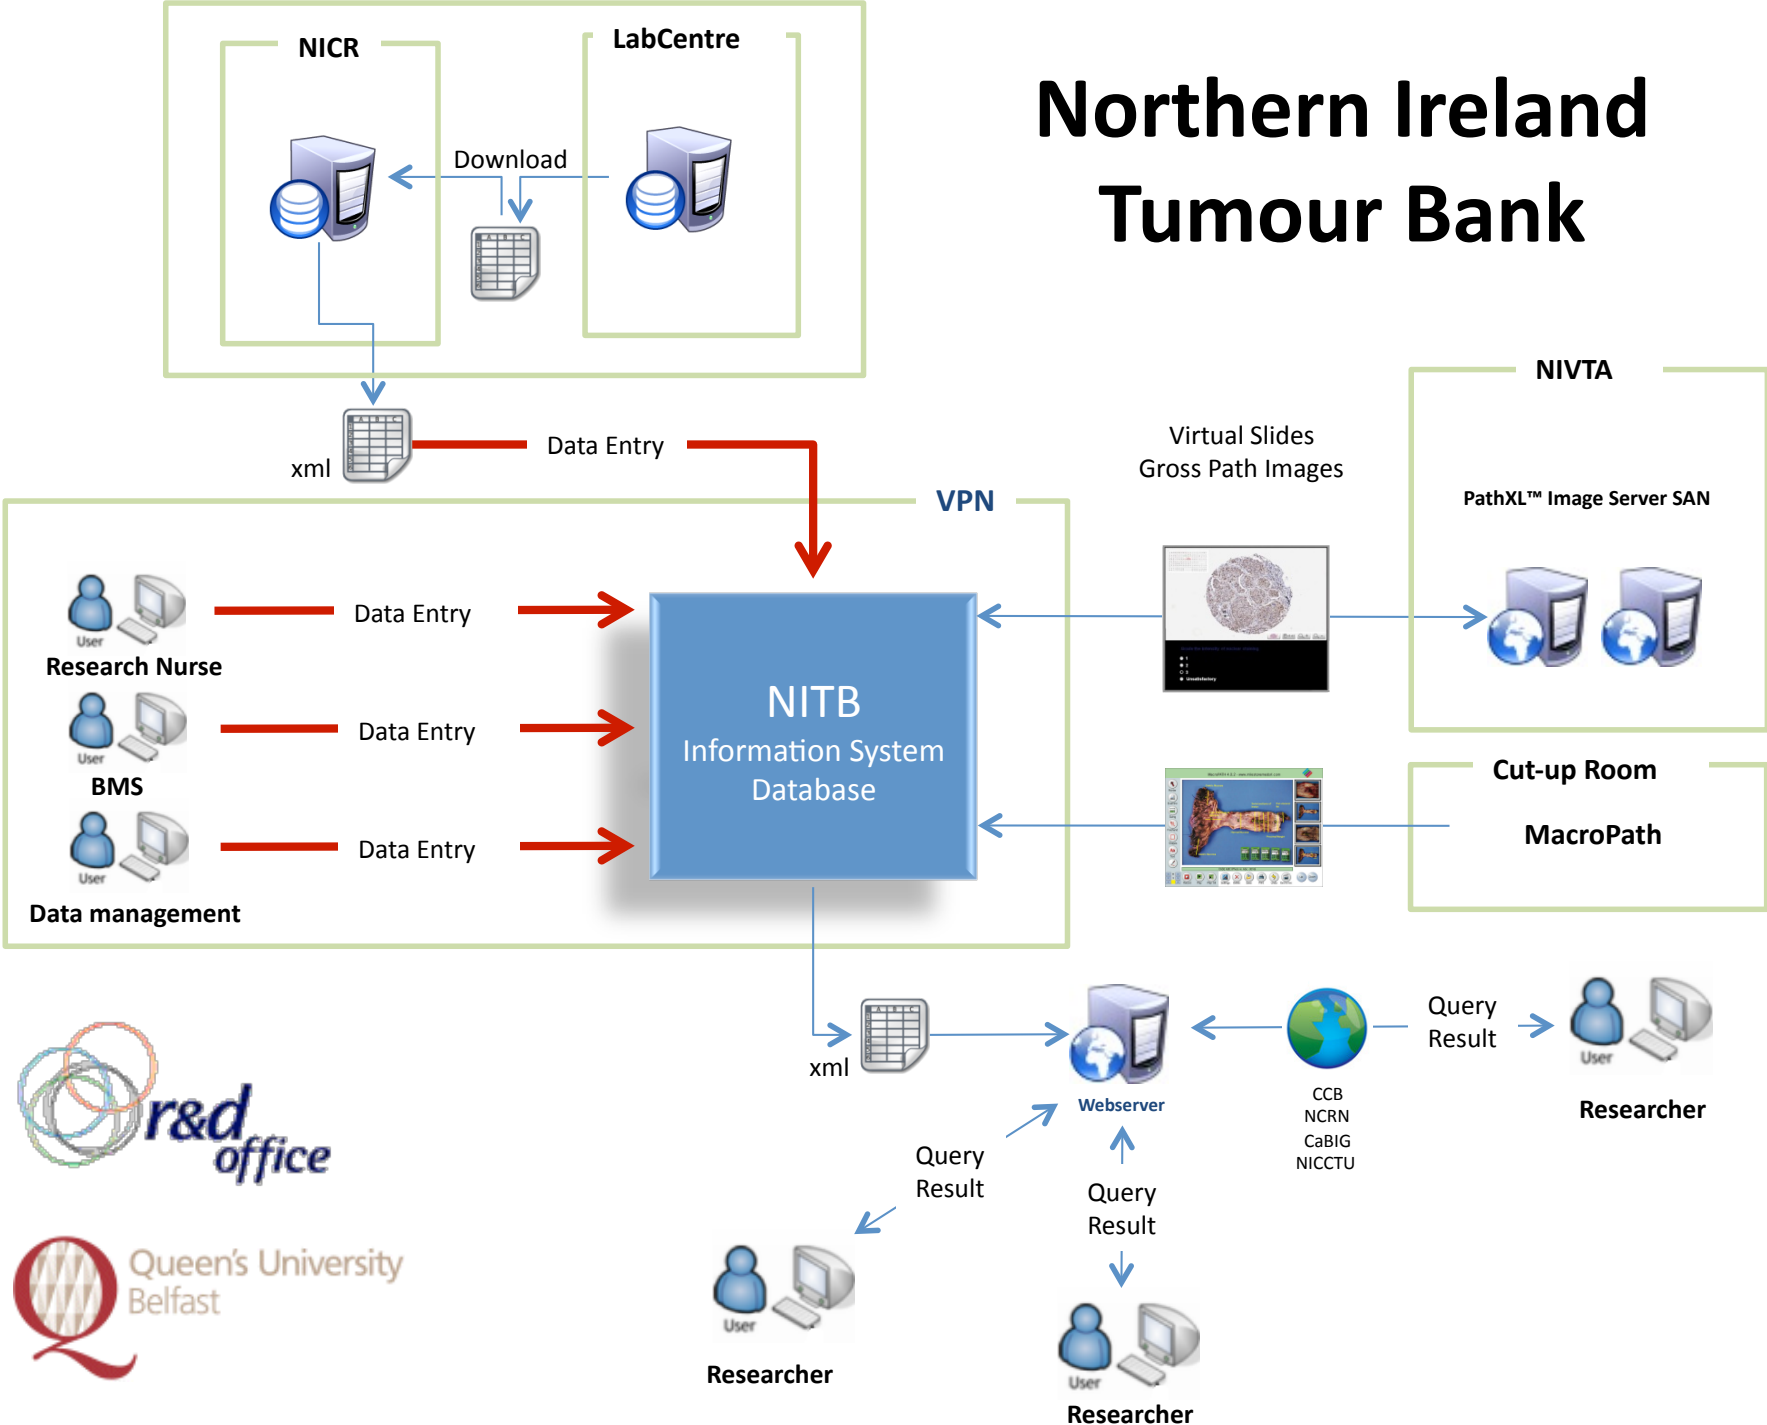 NICR
LabCentre
Northern Ireland
Tumour Bank
Download
A B C
NIVTA
A B C
xml
Data Entry
Virtual Slides
Gross Path Images
VPN
PathXL™ Image Server SAN
User
Research Nurse
Data Entry
User
BMS
Data Entry
User
Data management
Data Entry
NITB
Information System
Database
Unsatisfactory
Cut-up Room
MacroPath
A B C
xml
Webserver
CCB
NCRN
CaBIG
NICCTU
Query
Result
User
Researcher
Query
Result
User
Researcher
Query
Result
User
Researcher
r&d
office
Queen's University
Belfast